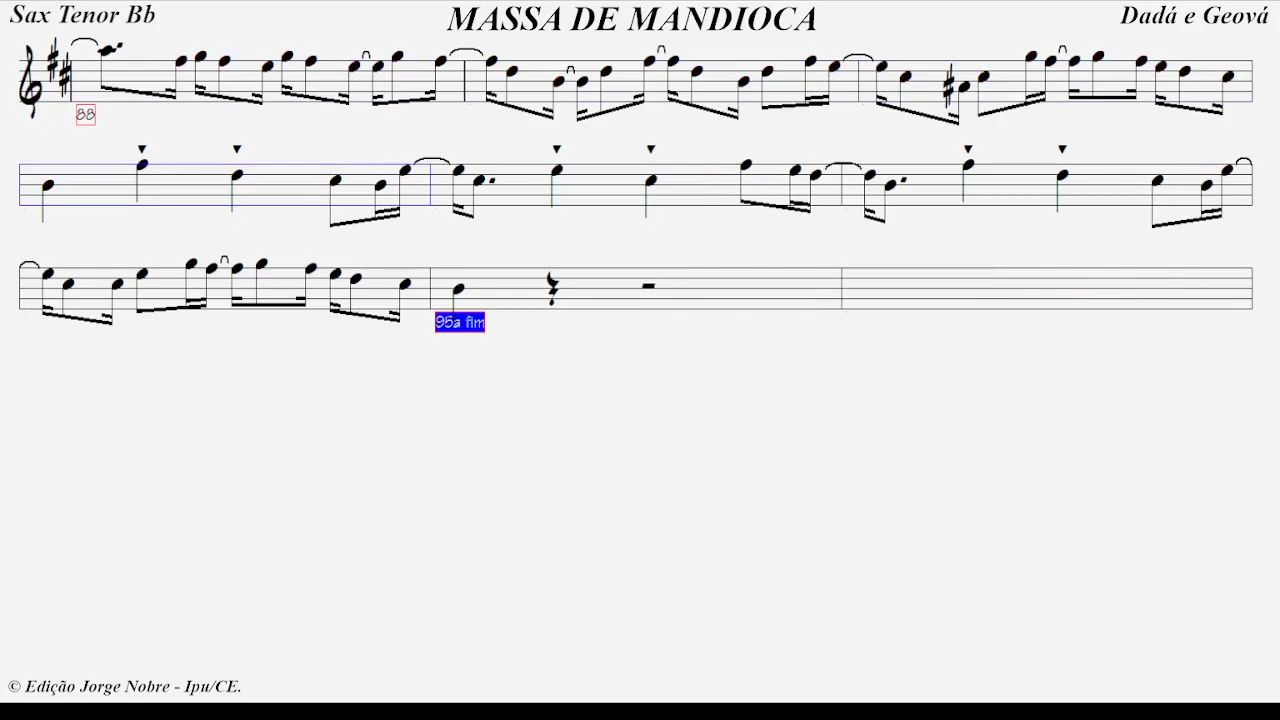 Sax Tenor Bb
MASSA DE MANDIOCA
Dadá e Geová
88
95a fim
© Edição Jorge Nobre - Ipu/CE.